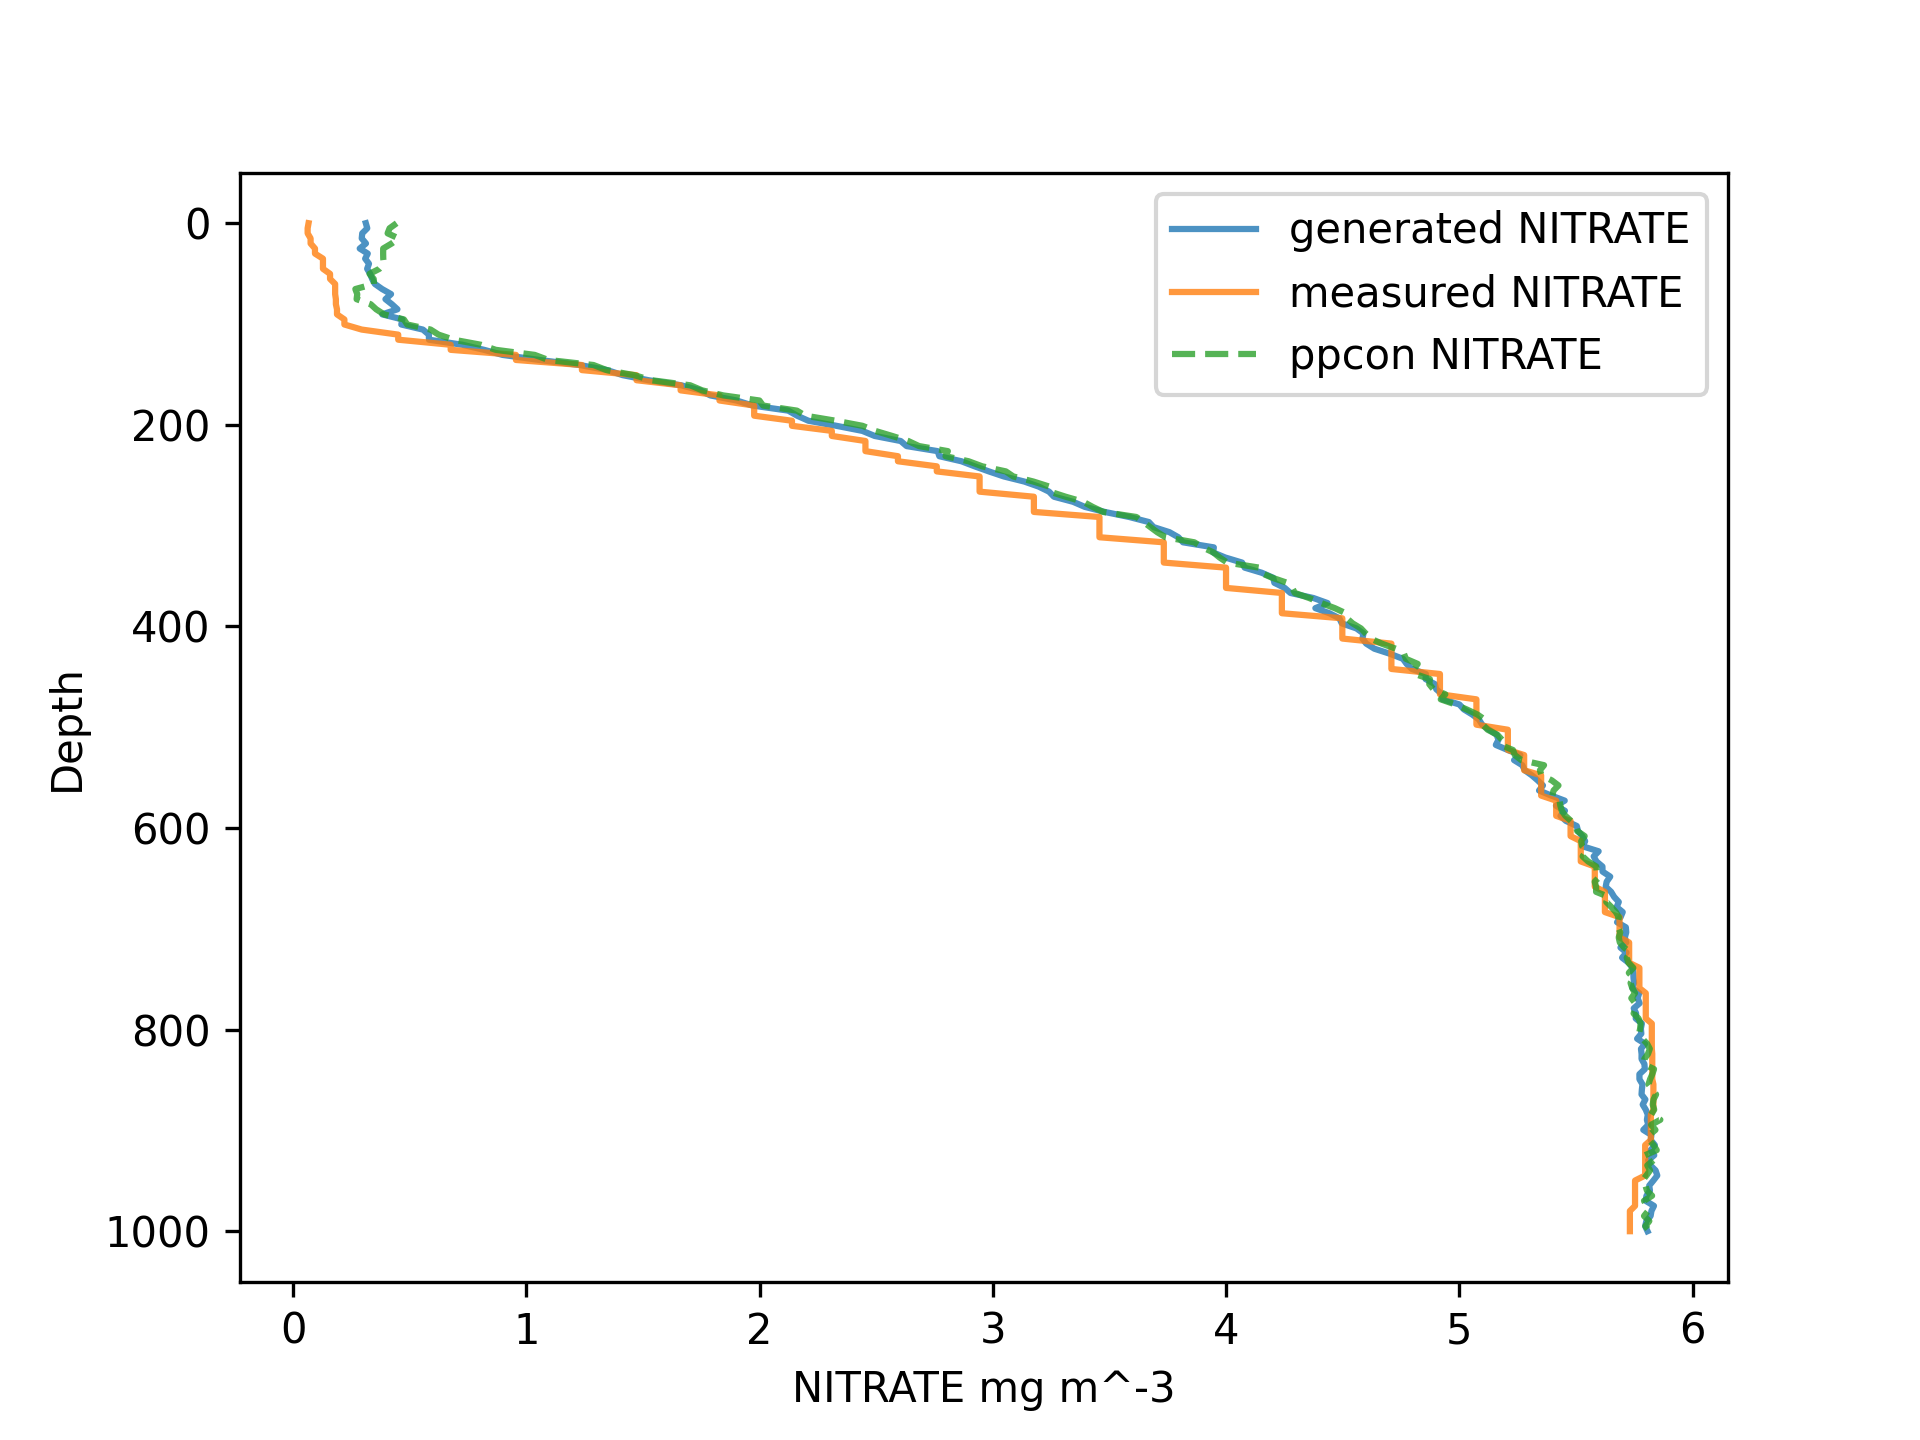 generated NITRATE
measured NITRATE
ppcon NITRATE
0
200
400
600
800
1000
Depth
0 1 2 3 4 5 6
NITRATE mg m^-3